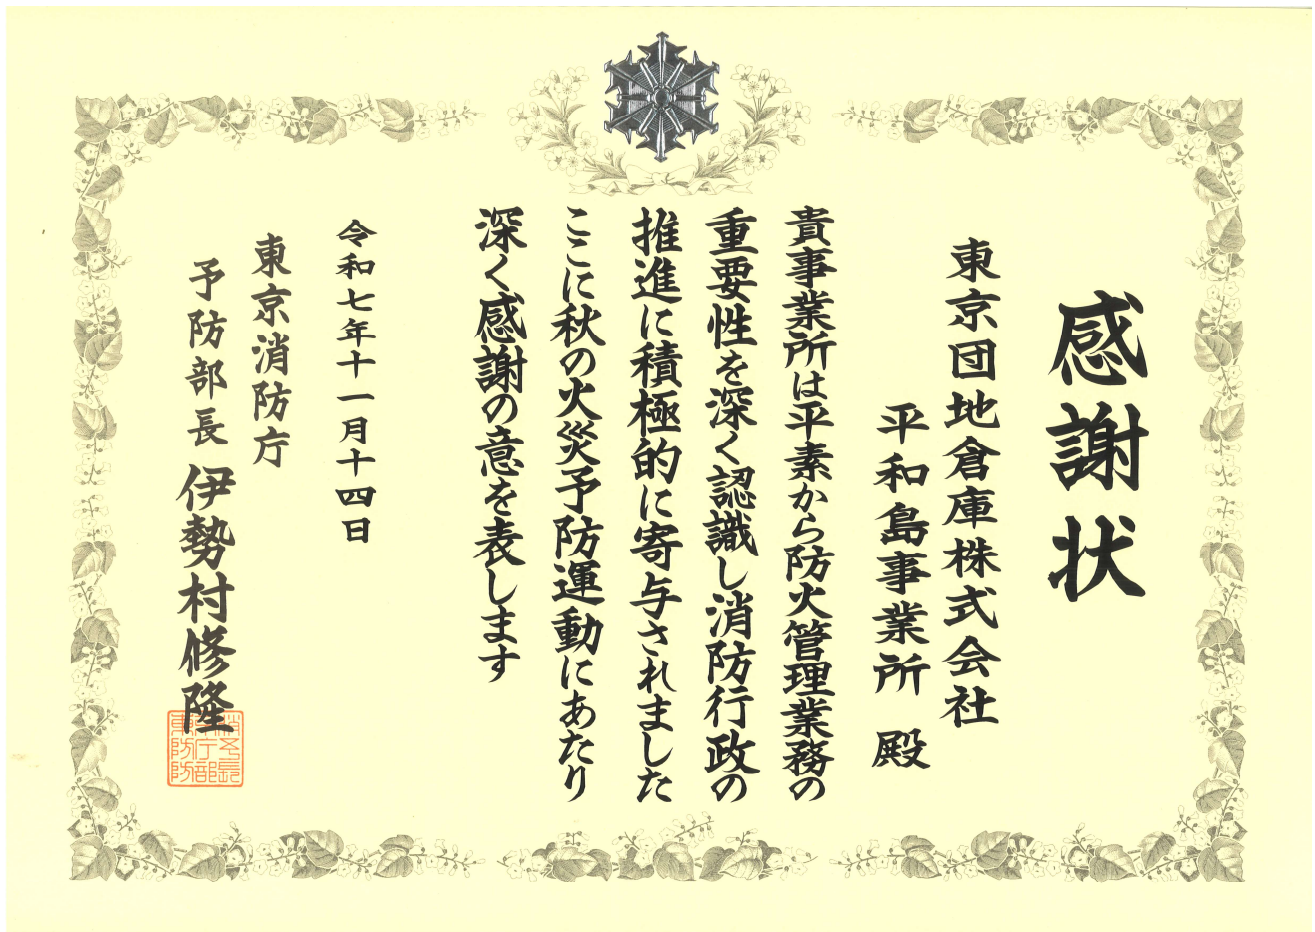 感謝状
東京団地倉庫株式会社
平和島事業所 殿
貴事業所は平素から防火管理業務の
重要性を深く認識し消防行政の
推進に積極的に寄与されました
ここに秋の火災予防運動にあたり
深く感謝の意を表します
令和七年十一月十四日
東京消防庁
予防部長 伊勢村修隆